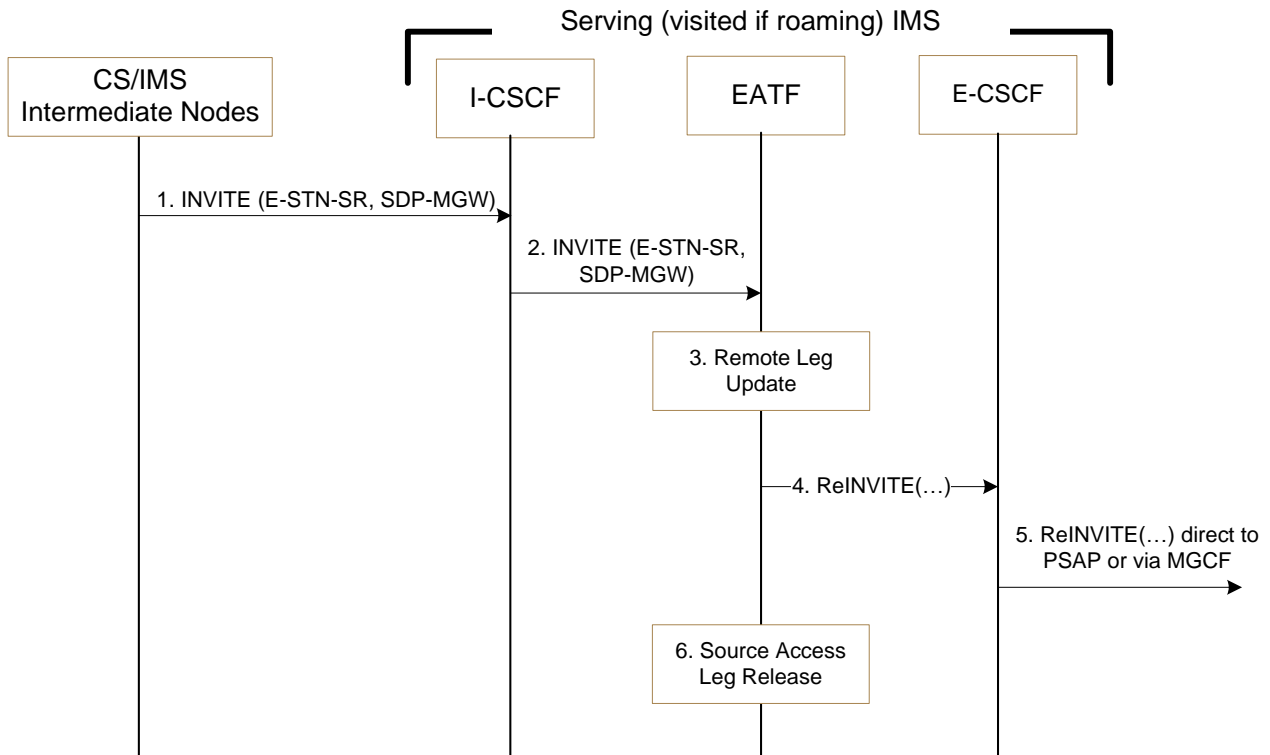 Serving (visited if roaming) IMS
CS/IMS
Intermediate Nodes
I-CSCF
EATF
E-CSCF
1. INVITE (E-STN-SR, SDP-MGW)
2. INVITE (E-STN-SR,
SDP-MGW)
3. Remote Leg
Update
4. ReINVITE(…)
5. ReINVITE(…) direct to
PSAP or via MGCF
6. Source Access
Leg Release